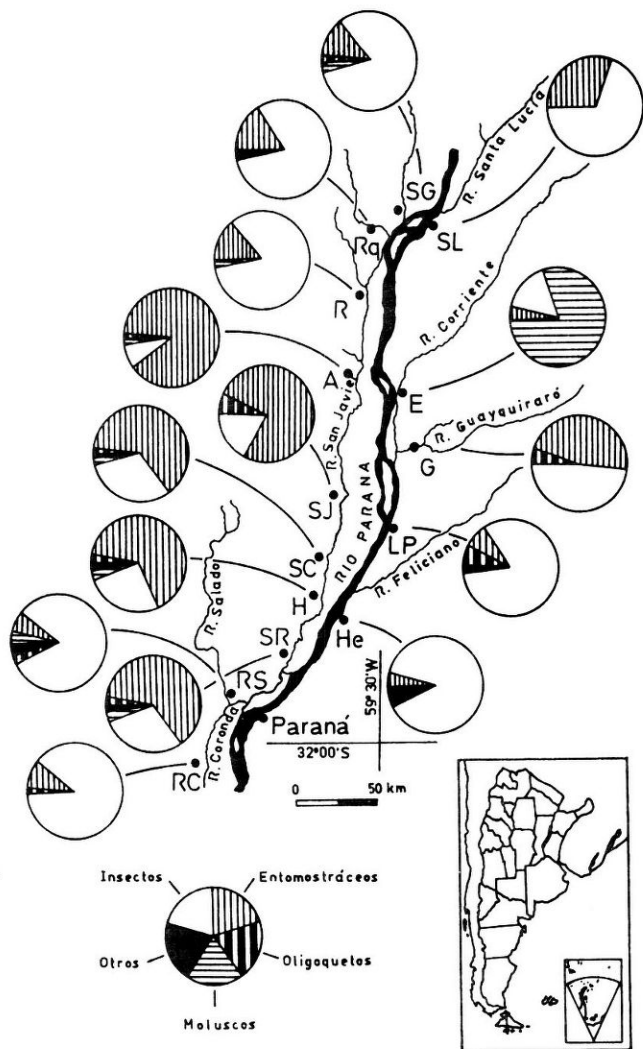 R. Santa Lucía
SG
SL
Rq
R. Corriente
R
A
E
R. San Javier
R. Guayquiraró
G
SJ
RIO PARANA
LP
SC
R. Feliciano
R. Salado
H
He
SR
RS
59°30'W
Paraná
R. Coronda
32°00'S
RC
0 50 km
Insectos
Entomostráceos
Otros
Oligoquetos
Moluscos